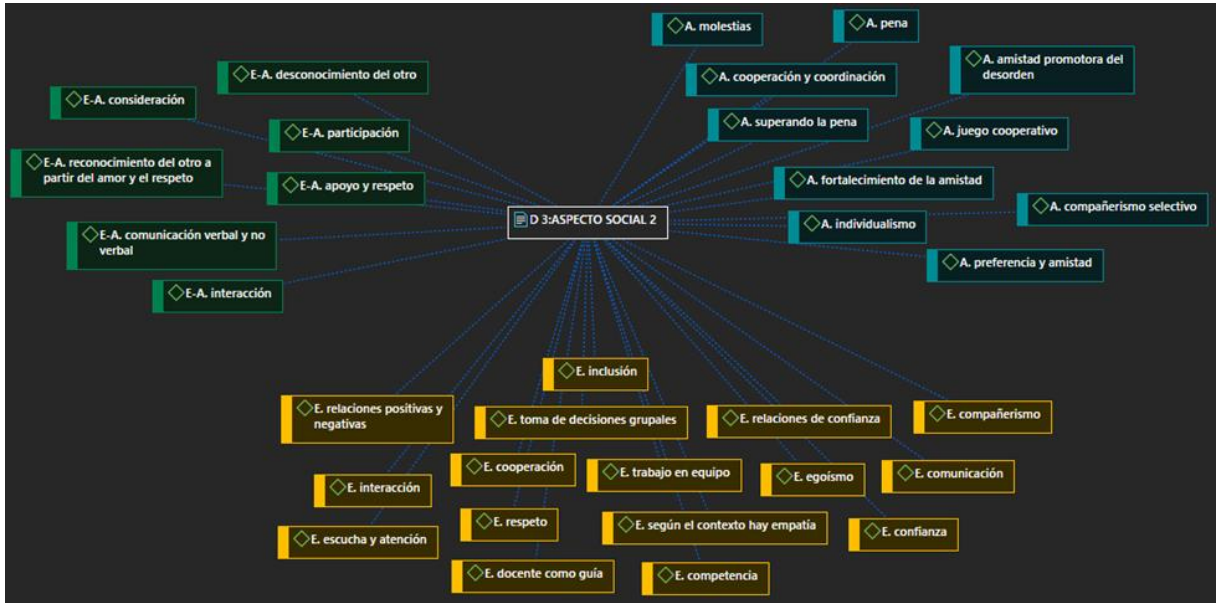 A. molestias
A. pena
E-A. desconocimiento del otro
A. cooperación y coordinación
A. amistad promotora del
desorden
E-A. consideración
E-A. participación
A. superando la pena
A. juego cooperativo
E-A. reconocimiento del otro a
partir del amor y el respeto
E-A. apoyo y respeto
A. fortalecimiento de la amistad
D 3:ASPECTO SOCIAL 2
A. compañerismo selectivo
E-A. comunicación verbal y no
verbal
A. individualismo
A. preferencia y amistad
E-A. interacción
E. inclusión
E. relaciones positivas y
negativas
E. toma de decisiones grupales
E. relaciones de confianza
E. compañerismo
E. interacción
E. cooperación
E. trabajo en equipo
E. egoísmo
E. comunicación
E. escucha y atención
E. respeto
E. según el contexto hay empatía
E. confianza
E. docente como guía
E. competencia